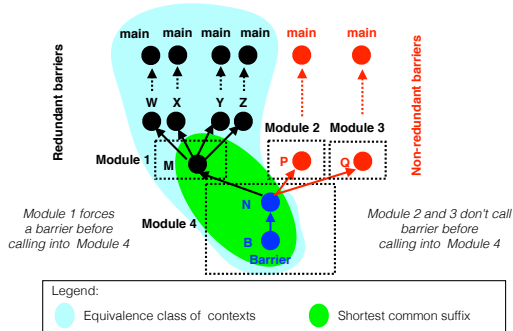 main main main main main main
W X Y Z
Redundant barriers
Non-redundant barriers
Module 2 Module 3
Module 1 M P Q
Module 4 N
B
Barrier
Module 1 forces
a barrier before
calling into Module 4
Module 2 and 3 don't call
barrier before
calling into Module 4
Legend:
Equivalence class of contexts
Shortest common suffix